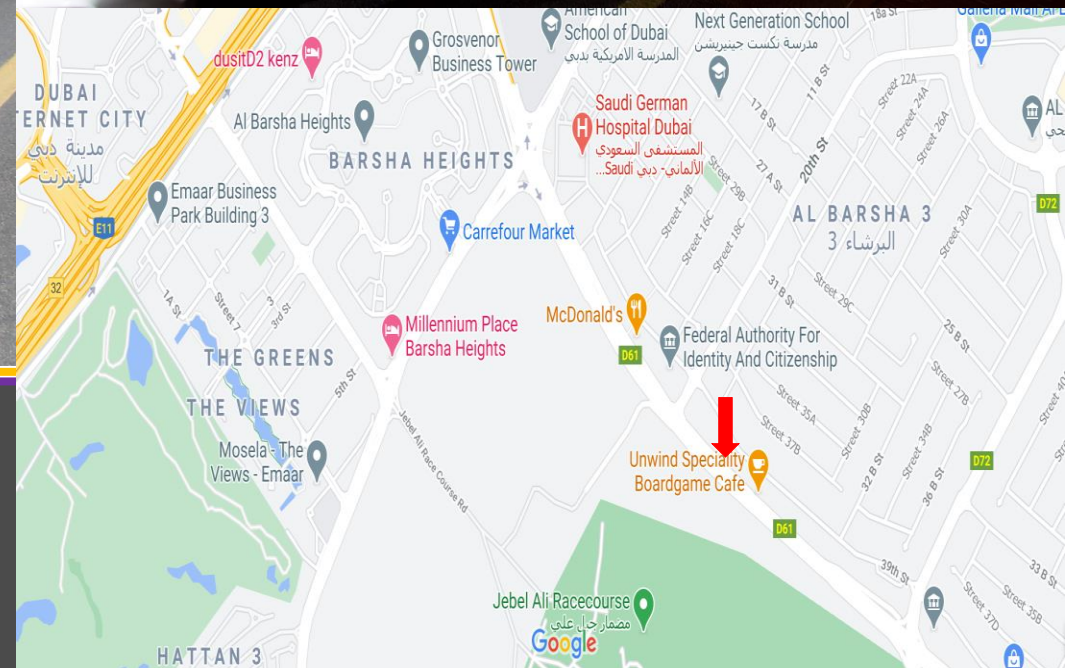 American
School of Dubai
المدرسة الأمريكية بدبي
Next Generation School
مدرسة نكست جينيريشن
18a St
Grosvenor
Business Tower
dusitD2 kenz
DUBAI
TERNET CITY
مدينة دبي
للإنترنت
Al Barsha Heights
BARSHA HEIGHTS
Saudi German
Hospital Dubai
المستشفى السعودي
الألماني- دبي Saudi...
17 B St
11 B St
Street 22A
Street 24A
Street 26A
AL
27 A St
20th St
Street 29B
Street 14B
Street 16C
Street 18C
AL BARSHA 3
البرشاء 3
Street 30A
D72
Emaar Business
Park Building 3
E11
Carrefour Market
32
1A St
Street 7
3
3rd St
31 B St
Street 29C
25 B St
McDonald's
Millennium Place
Barsha Heights
Federal Authority For
Identity And Citizenship
D61
THE GREENS
5th St
Street 27B
THE VIEWS
Jebel Ali Race Course Rd
Street 35A
Street 37B
Street 30B
Street 34B
32 B St
36 B St
D72
Mosela - The
Views - Emaar
Unwind Speciality
Boardgame Cafe
D61
39th St
33 B St
Street 35B
Street 37D
Jebel Ali Racecourse
مضمار جبل علي
Google
HATTAN 3